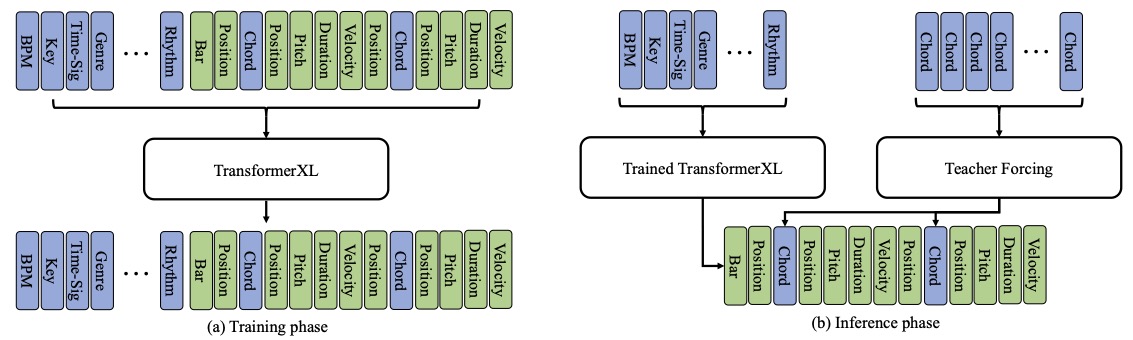 BPM
Key
Time-Sig
Genre
...
Rhythm
Bar
Position
Chord
Position
Pitch
Duration
Velocity
Position
Chord
Position
Pitch
Duration
Velocity
TransformerXL
BPM
Key
Time-Sig
Genre
...
Rhythm
Bar
Position
Chord
Position
Pitch
Duration
Velocity
Position
Chord
Position
Pitch
Duration
Velocity
(a) Training phase
BPM
Key
Time-Sig
Genre
...
Rhythm
Chord
Chord
Chord
Chord
...
Chord
Trained TransformerXL
Teacher Forcing
Bar
Position
Chord
Position
Pitch
Duration
Velocity
Position
Chord
Position
Pitch
Duration
Velocity
(b) Inference phase